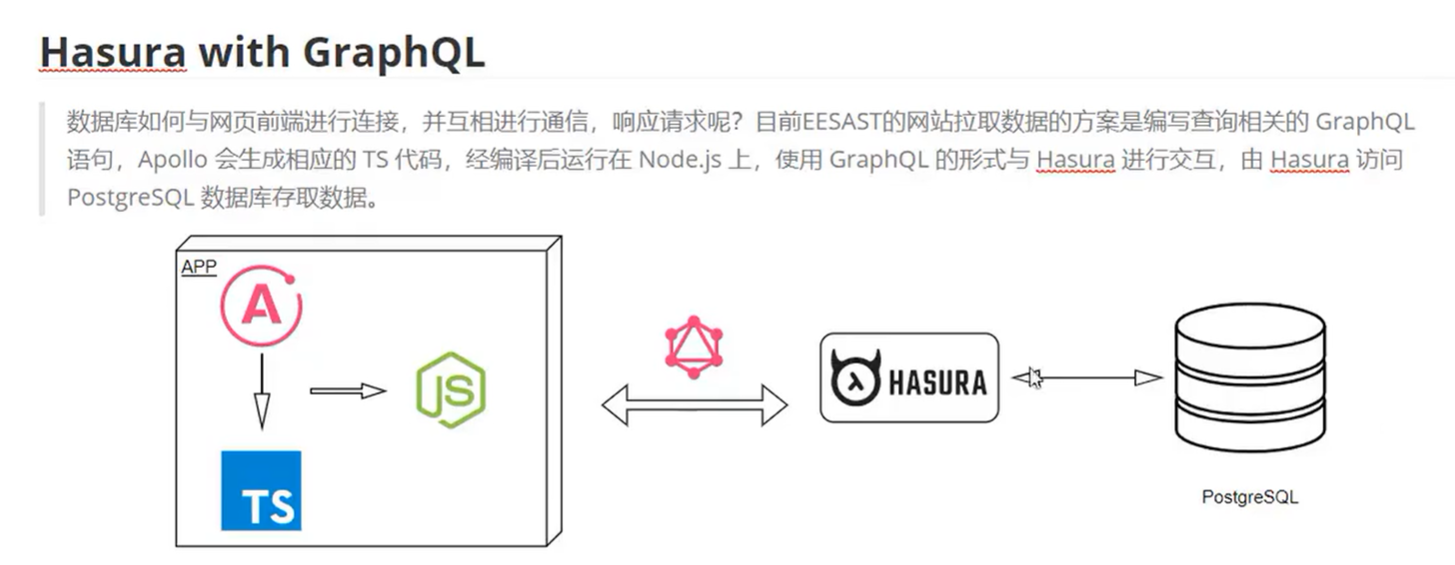 Hasura with GraphQL
数据库如何与网页前端进行连接，并互相进行通信，响应请求呢？目前EESAST的网站拉取数据的方案是编写查询相关的 GraphQL
语句，Apollo 会生成相应的 TS 代码，经编译后运行在 Node.js 上，使用 GraphQL 的形式与 Hasura 进行交互，由 Hasura 访问
PostgreSQL 数据库存取数据。
APP
A
JS
TS
HASURA
PostgreSQL